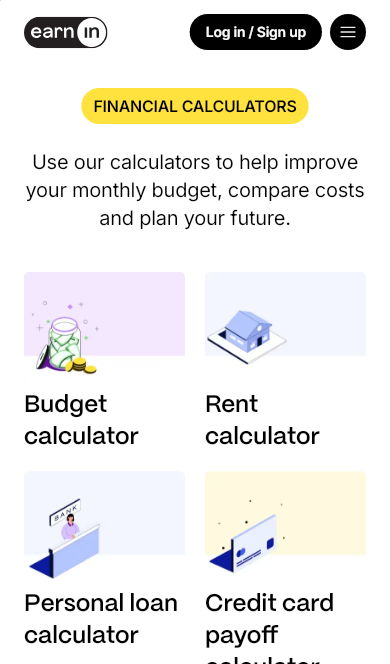 earnin
Log in / Sign up
FINANCIAL CALCULATORS
Use our calculators to help improve
your monthly budget, compare costs
and plan your future.
Budget
calculator
Rent
calculator
BANK
Personal loan
calculator
Credit card
payoff
calculator